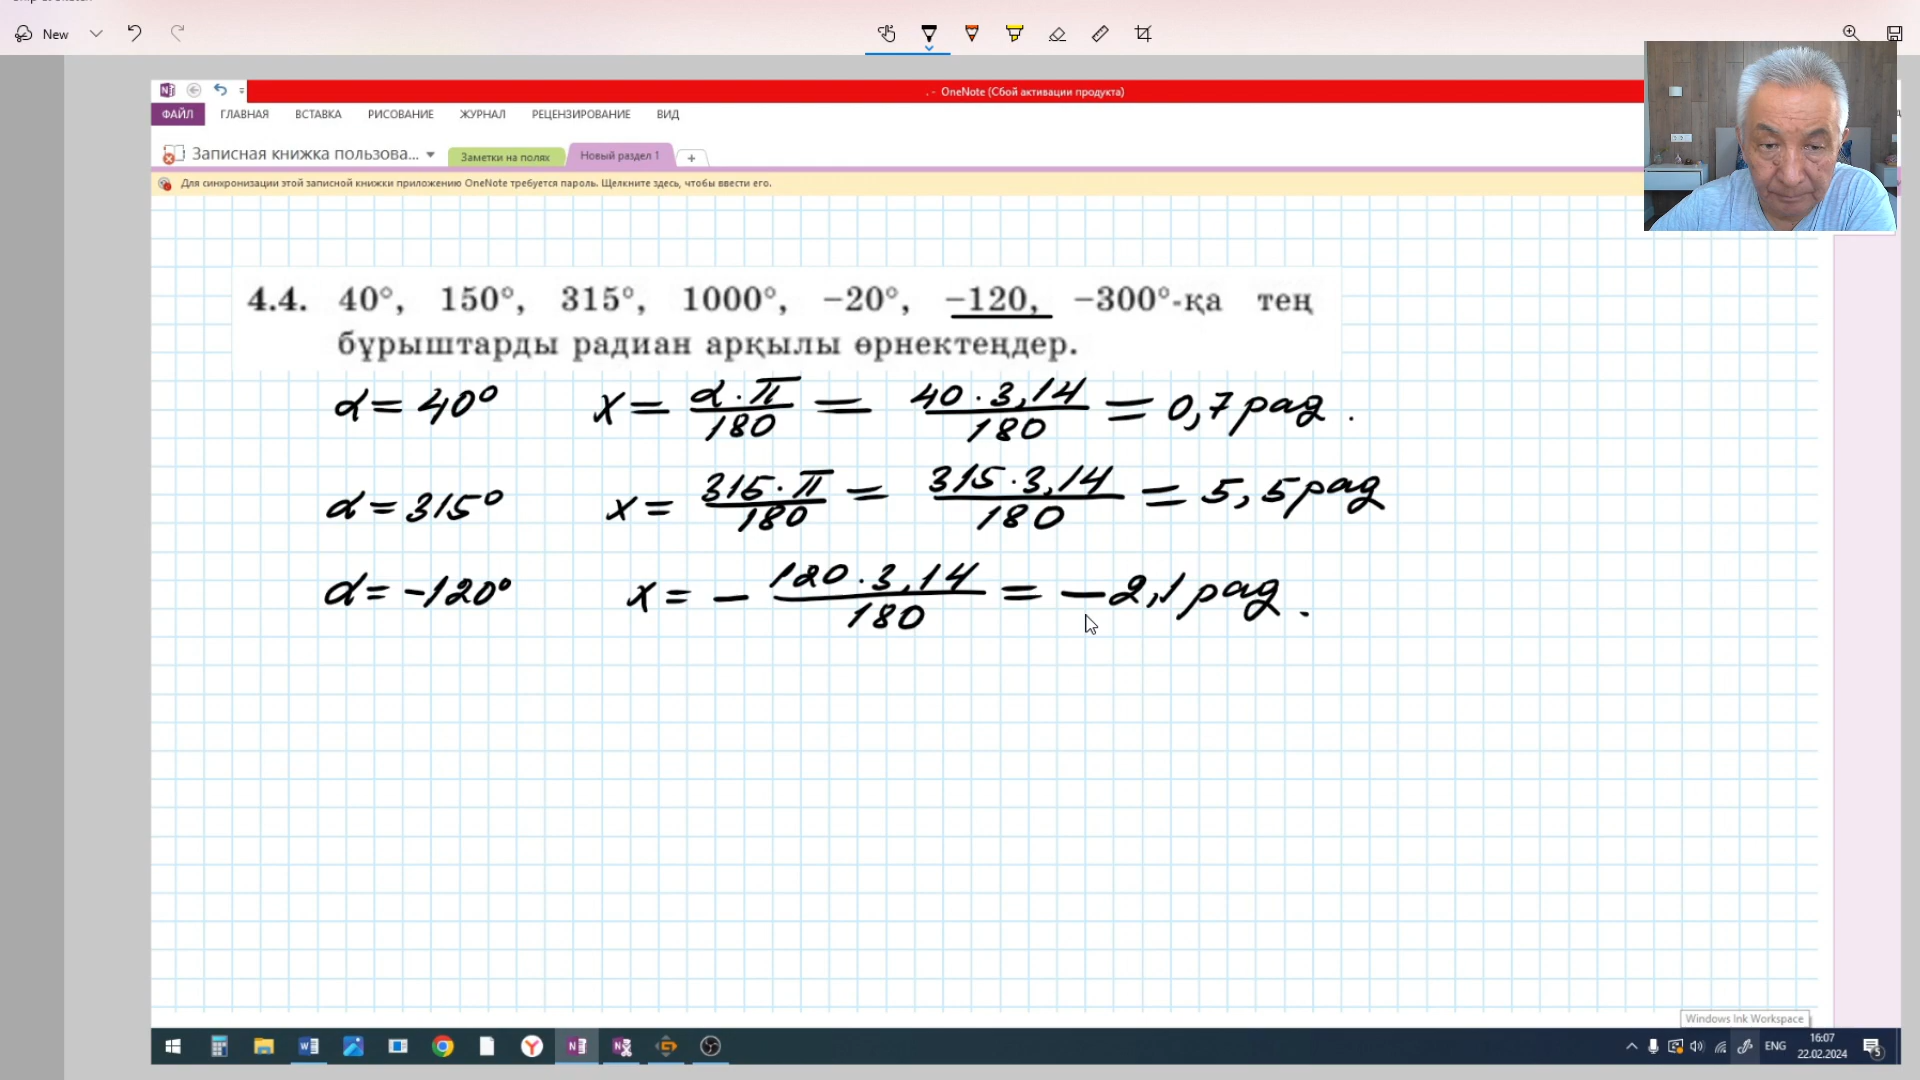 New
. - OneNote (Сбой активации продукта)
ФАЙЛ ГЛАВНАЯ ВСТАВКА РИСОВАНИЕ ЖУРНАЛ РЕЦЕНЗИРОВАНИЕ ВИД
Записная книжка пользова... Заметки на полях Новый раздел 1 +
Для синхронизации этой записной книжки приложению OneNote требуется пароль. Щелкните здесь, чтобы ввести его.
4.4. 40°, 150°, 315°, 1000°, −20°, −120, −300°-қа тең
бұрыштарды радиан арқылы өрнектеңдер.
α = 40° x = α · π / 180 = 40 · 3,14 / 180 = 0,7 рад.
α = 315° x = 315 · π / 180 = 315 · 3,14 / 180 = 5,5 рад
α = -120° x = - 120 · 3,14 / 180 = - 2,1 рад.
Windows Ink Workspace
ENG 16:07
22.02.2024 5